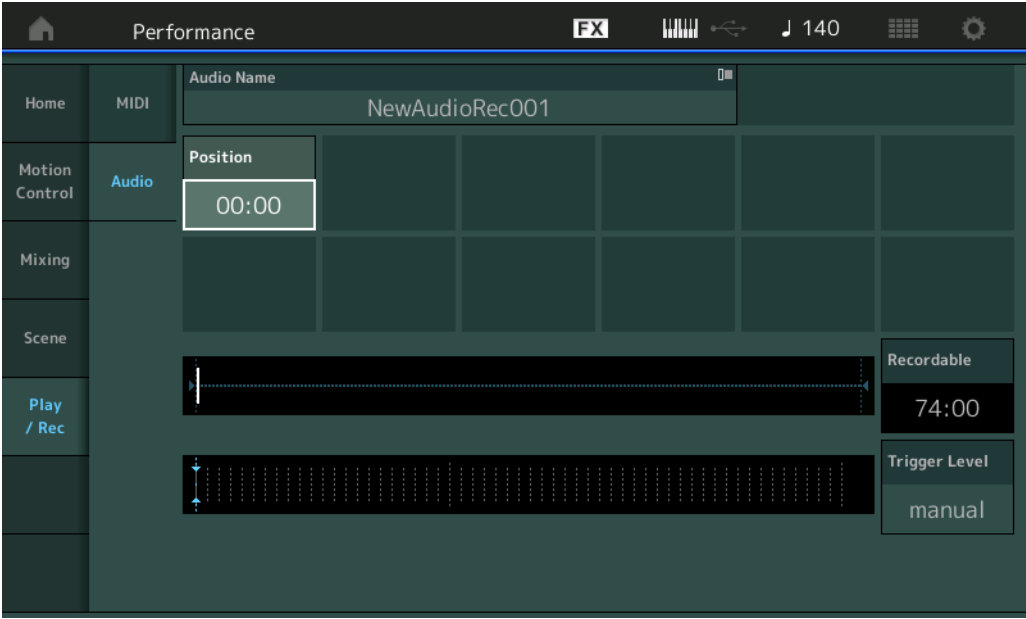 Performance
FX
140
Home
MIDI
Audio Name
NewAudioRec001
Motion
Control
Audio
Position
00:00
Mixing
Scene
Play
/ Rec
Recordable
74:00
Trigger Level
manual